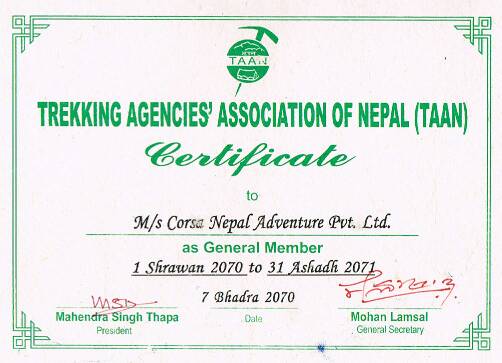 TAAN
TREKKING AGENCIES' ASSOCIATION OF NEPAL (TAAN)
Certificate
to
M/s Corsa Nepal Adventure Pvt. Ltd.
as General Member
1 Shrawan 2070 to 31 Ashadh 2071
7 Bhadra 2070
Mahendra Singh Thapa
Date
Mohan Lamsal
President
General Secretary